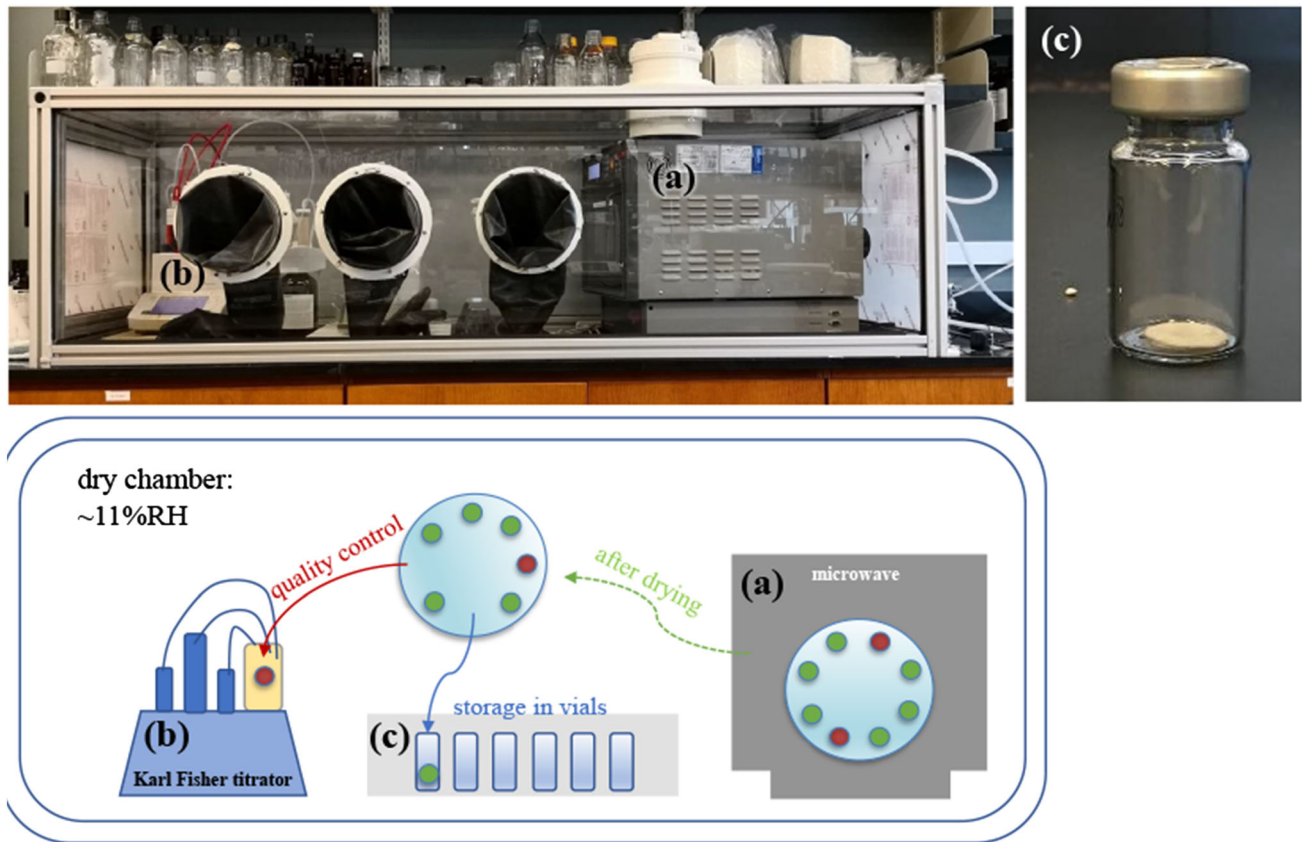 (a)
(b)
(c)
dry chamber:
~11%RH
quality control
after drying
(a)
microwave
storage in vials
(b)
(c)
Karl Fisher titrator